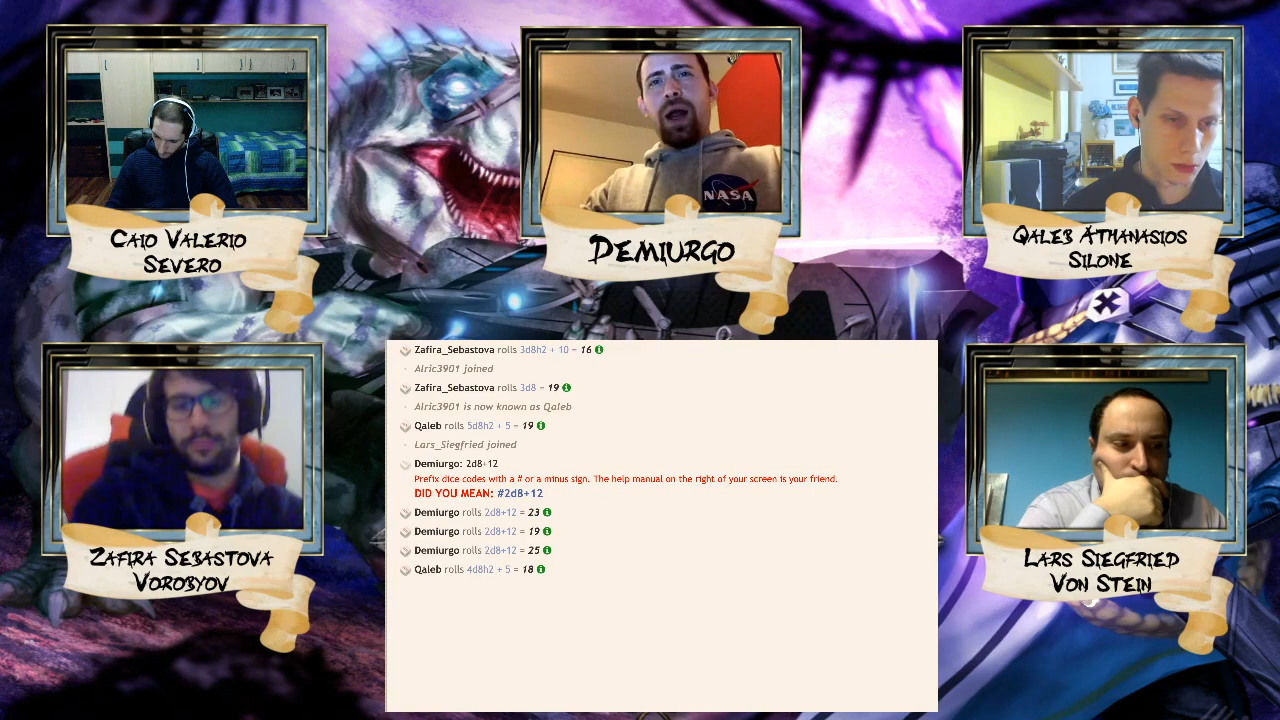 CAIO VALERIO
SEVERO
DEMIURGO
NASA
QALEB ATHANASIOS
SILONE
ZAFIRA SEBASTOVA
VOROBYOV
Zafira_Sebastova rolls 3d8h2 + 10 = 16
Alric3901 joined
Zafira_Sebastova rolls 3d8 = 19
Alric3901 is now known as Qaleb
Qaleb rolls 5d8h2 + 5 = 19
Lars_Siegfried joined
Demiurgo: 2d8+12
Prefix dice codes with a # or a minus sign. The help manual on the right of your screen is your friend.
DID YOU MEAN: #2d8+12
Demiurgo rolls 2d8+12 = 23
Demiurgo rolls 2d8+12 = 19
Demiurgo rolls 2d8+12 = 25
Qaleb rolls 4d8h2 + 5 = 18
LARS SIEGFRIED
VON STEIN